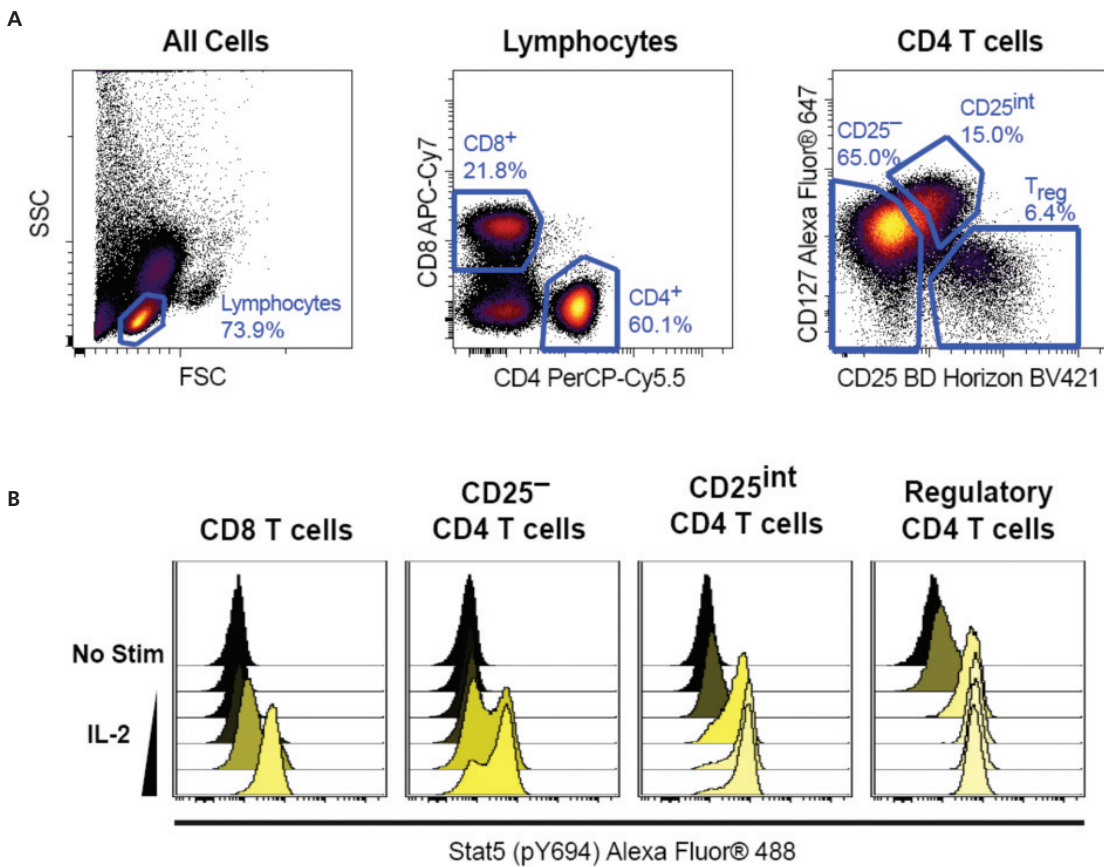 A
All Cells
SSC
Lymphocytes
73.9%
FSC
Lymphocytes
CD8 APC-Cy7
CD8+
21.8%
CD4+
60.1%
CD4 PerCP-Cy5.5
CD4 T cells
CD127 Alexa Fluor® 647
CD25–
65.0%
CD25int
15.0%
Treg
6.4%
CD25 BD Horizon BV421
B
CD8 T cells
CD25–
CD4 T cells
CD25int
CD4 T cells
Regulatory
CD4 T cells
No Stim
IL-2
Stat5 (pY694) Alexa Fluor® 488